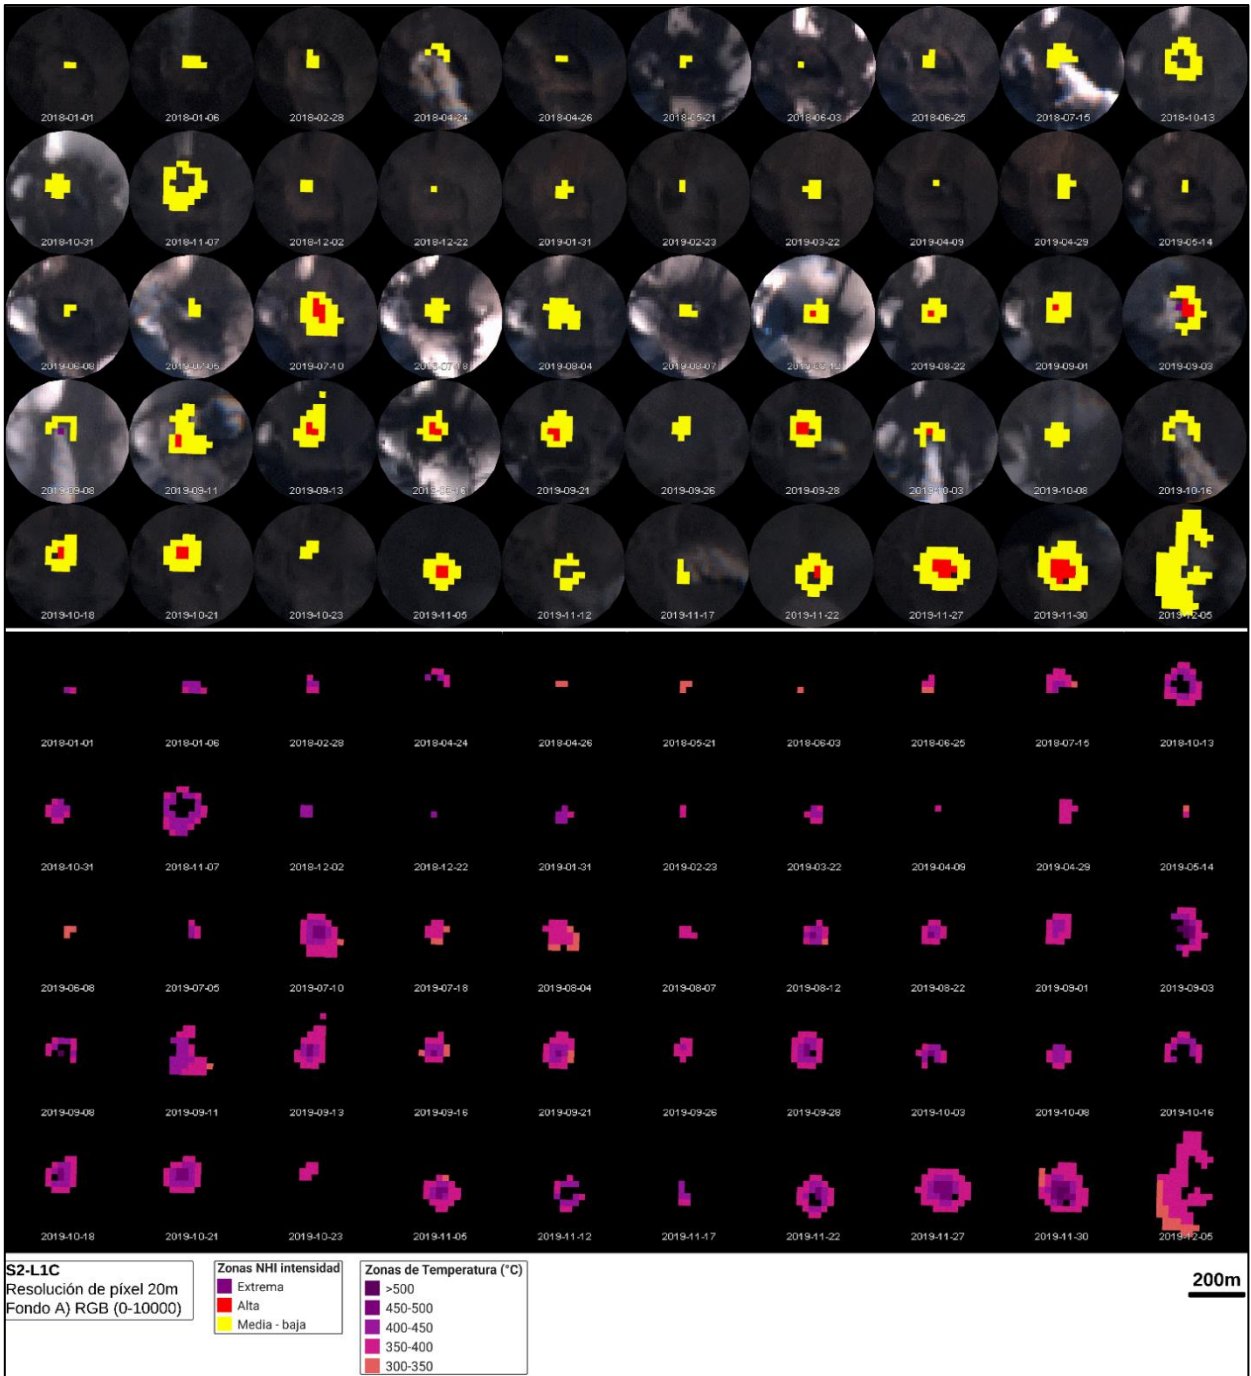 2018-01-01 2018-01-06 2018-02-28 2018-04-24 2018-04-26 2018-05-21 2018-06-03 2018-06-25 2018-07-15 2018-10-13
2018-10-31 2018-11-07 2018-12-02 2018-12-22 2019-01-31 2019-02-23 2019-03-22 2019-04-09 2019-04-29 2019-05-14
2019-06-08 2019-07-05 2019-07-10 2019-07-18 2019-08-04 2019-08-07 2019-08-12 2019-08-22 2019-09-01 2019-09-03
2019-09-08 2019-09-11 2019-09-13 2019-09-16 2019-09-21 2019-09-26 2019-09-28 2019-10-03 2019-10-08 2019-10-16
2019-10-18 2019-10-21 2019-10-23 2019-11-05 2019-11-12 2019-11-17 2019-11-22 2019-11-27 2019-11-30 2019-12-05
2018-01-01 2018-01-06 2018-02-28 2018-04-24 2018-04-26 2018-05-21 2018-06-03 2018-06-25 2018-07-15 2018-10-13
2018-10-31 2018-11-07 2018-12-02 2018-12-22 2019-01-31 2019-02-23 2019-03-22 2019-04-09 2019-04-29 2019-05-14
2019-06-08 2019-07-05 2019-07-10 2019-07-18 2019-08-04 2019-08-07 2019-08-12 2019-08-22 2019-09-01 2019-09-03
2019-09-08 2019-09-11 2019-09-13 2019-09-16 2019-09-21 2019-09-26 2019-09-28 2019-10-03 2019-10-08 2019-10-16
2019-10-18 2019-10-21 2019-10-23 2019-11-05 2019-11-12 2019-11-17 2019-11-22 2019-11-27 2019-11-30 2019-12-05
S2-L1C
Resolución de píxel 20m
Fondo A) RGB (0-10000)
Zonas NHI intensidad
Extrema
Alta
Media - baja
Zonas de Temperatura (°C)
>500
450-500
400-450
350-400
300-350
200m